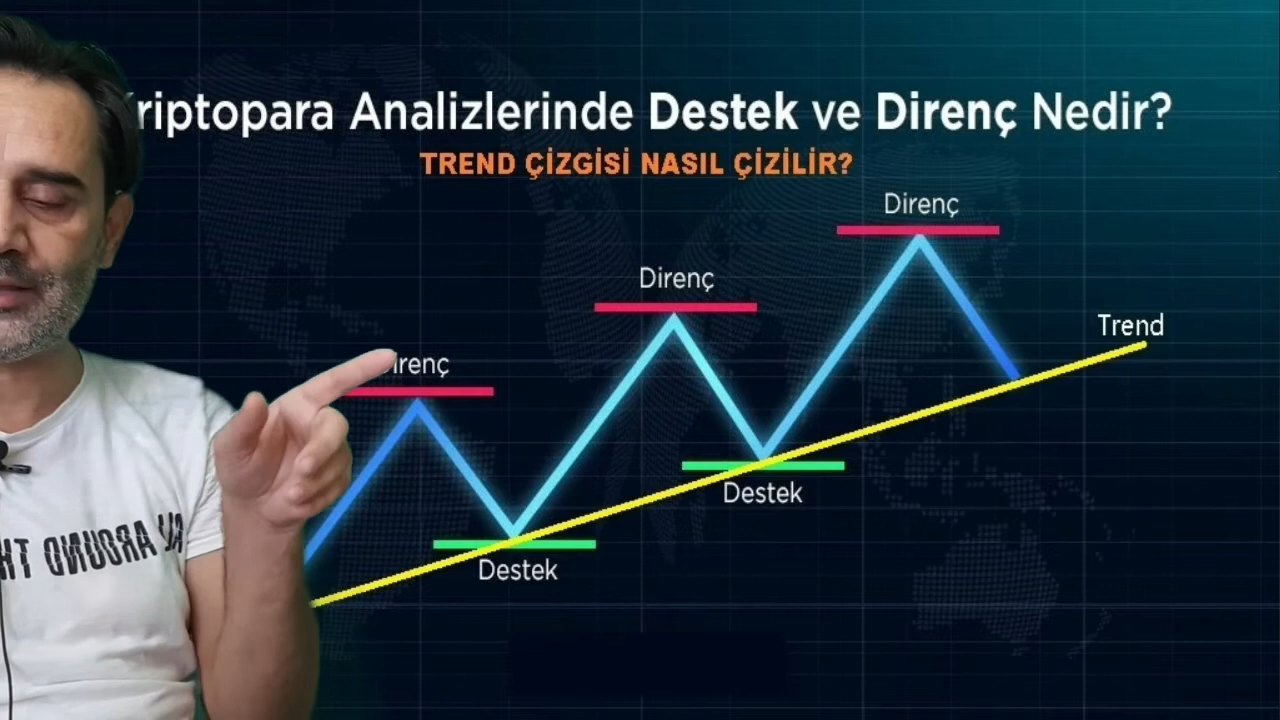 riptopara Analizlerinde Destek ve Direnç Nedir?
TREND ÇİZGİSİ NASIL ÇİZİLİR?
Direnç
Direnç
Trend
irenç
Destek
Destek
AROUND